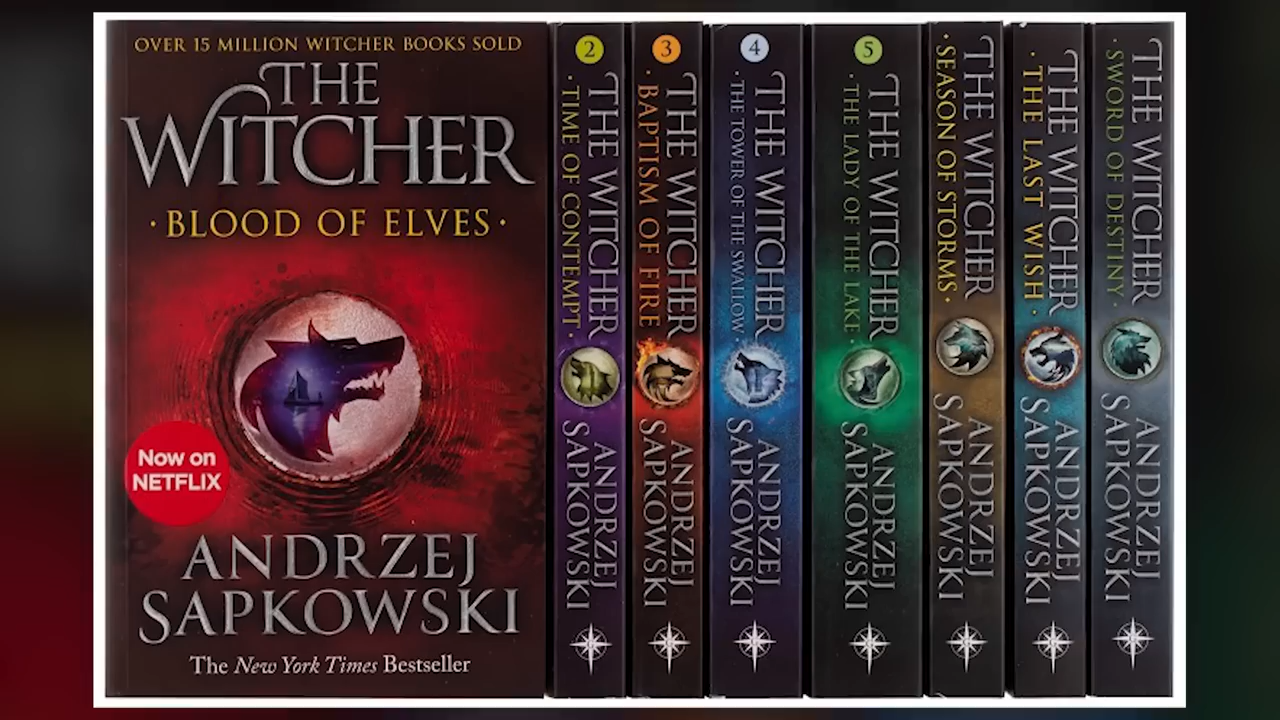 OVER 15 MILLION WITCHER BOOKS SOLD
THE
WITCHER
· BLOOD OF ELVES ·
Now on
NETFLIX
ANDRZEJ
SAPKOWSKI
The New York Times Bestseller
2
THE WITCHER
· TIME OF CONTEMPT ·
ANDRZEJ
SAPKOWSKI
3
THE WITCHER
· BAPTISM OF FIRE ·
ANDRZEJ
SAPKOWSKI
4
THE WITCHER
· THE TOWER OF THE SWALLOW ·
ANDRZEJ
SAPKOWSKI
5
THE WITCHER
· THE LADY OF THE LAKE ·
ANDRZEJ
SAPKOWSKI
THE WITCHER
· SEASON OF STORMS ·
ANDRZEJ
SAPKOWSKI
THE WITCHER
· THE LAST WISH ·
ANDRZEJ
SAPKOWSKI
THE WITCHER
· SWORD OF DESTINY ·
ANDRZEJ
SAPKOWSKI